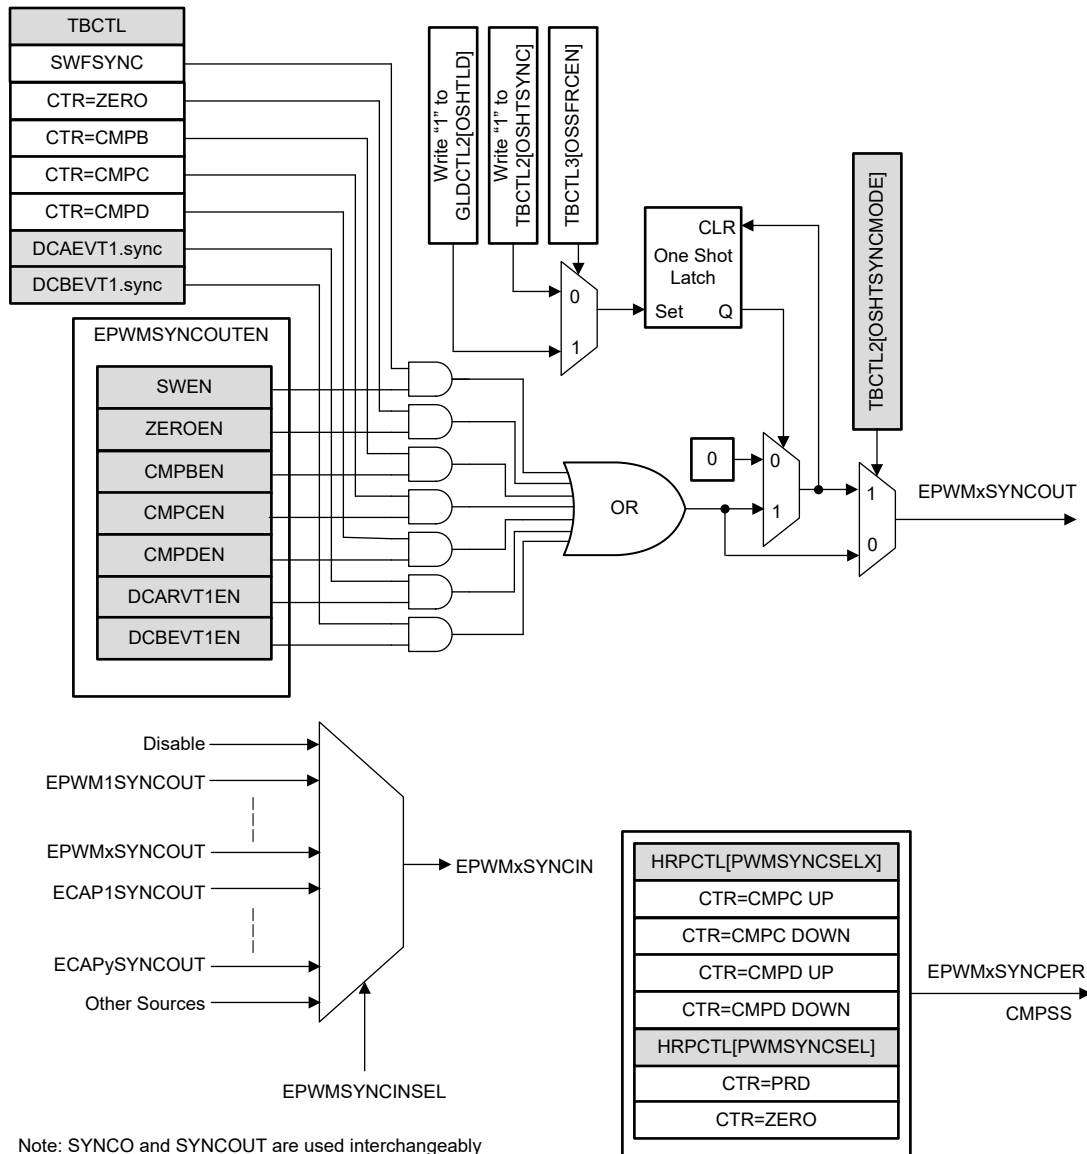 TBCTL
SWFSYNC
CTR=ZERO
CTR=CMPB
CTR=CMPC
CTR=CMPD
DCAEVT1.sync
DCBEVT1.sync
EPWMSYNCOUTEN
SWEN
ZEROEN
CMPBEN
CMPCEN
CMPDEN
DCARVT1EN
DCBEVT1EN
Write “1” to
GLDCTL2[OSHTLD]
Write “1” to
TBCTL2[OSHTSYNC]
TBCTL3[OSSFRCEN]
0
1
CLR
One Shot
Latch
Set
Q
TBCTL2[OSHTSYNCMODE]
OR
0
0
1
1
0
EPWMxSYNCOUT
Disable
EPWM1SYNCOUT
EPWMxSYNCOUT
ECAP1SYNCOUT
ECAPySYNCOUT
Other Sources
EPWMxSYNCIN
EPWMSYNCINSEL
HRPCTL[PWMSYNCSELX]
CTR=CMPC UP
CTR=CMPC DOWN
CTR=CMPD UP
CTR=CMPD DOWN
HRPCTL[PWMSYNCSEL]
CTR=PRD
CTR=ZERO
EPWMxSYNCPER
CMPSS
Note: SYNCO and SYNCOUT are used interchangeably